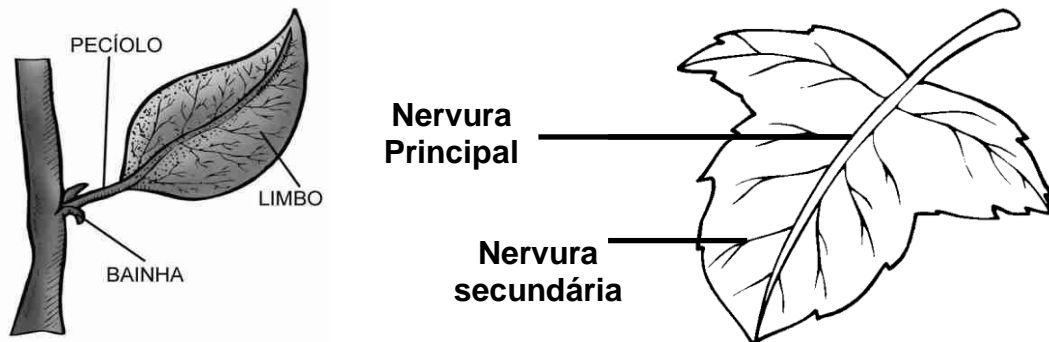 PECÍOLO
LIMBO
BAINHA
Nervura
Principal
Nervura
secundária